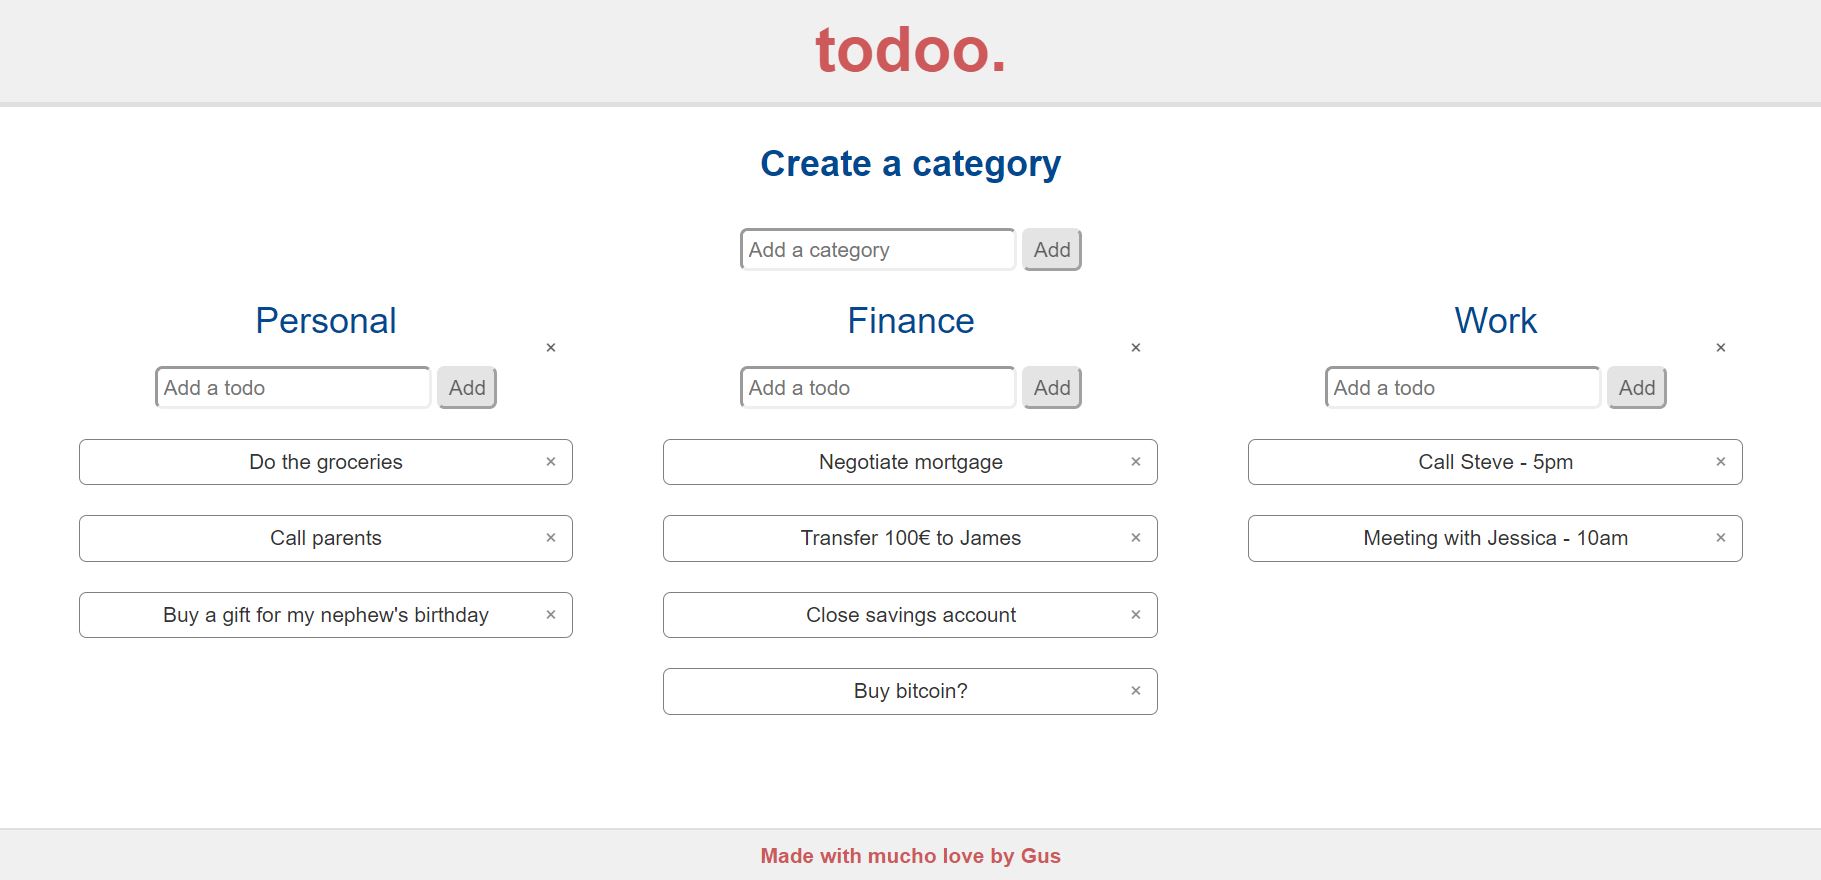 todoo.
Create a category
Add a category Add
Personal
×
Add a todo Add
Do the groceries ×
Call parents ×
Buy a gift for my nephew's birthday ×
Finance
×
Add a todo Add
Negotiate mortgage ×
Transfer 100€ to James ×
Close savings account ×
Buy bitcoin? ×
Work
×
Add a todo Add
Call Steve - 5pm ×
Meeting with Jessica - 10am ×
Made with mucho love by Gus